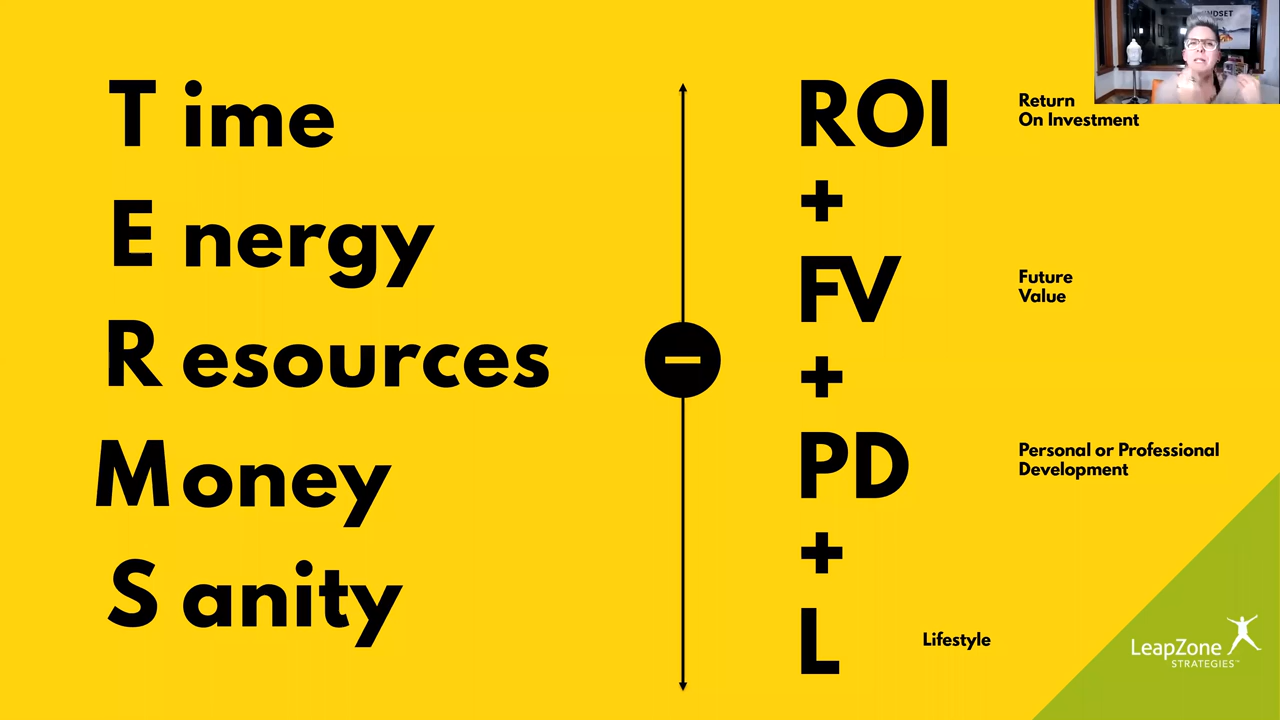 Time
Energy
Resources
Money
Sanity
−
ROI
Return
On Investment
+
FV
Future
Value
+
PD
Personal or Professional
Development
+
L
Lifestyle
LeapZone
STRATEGIES™